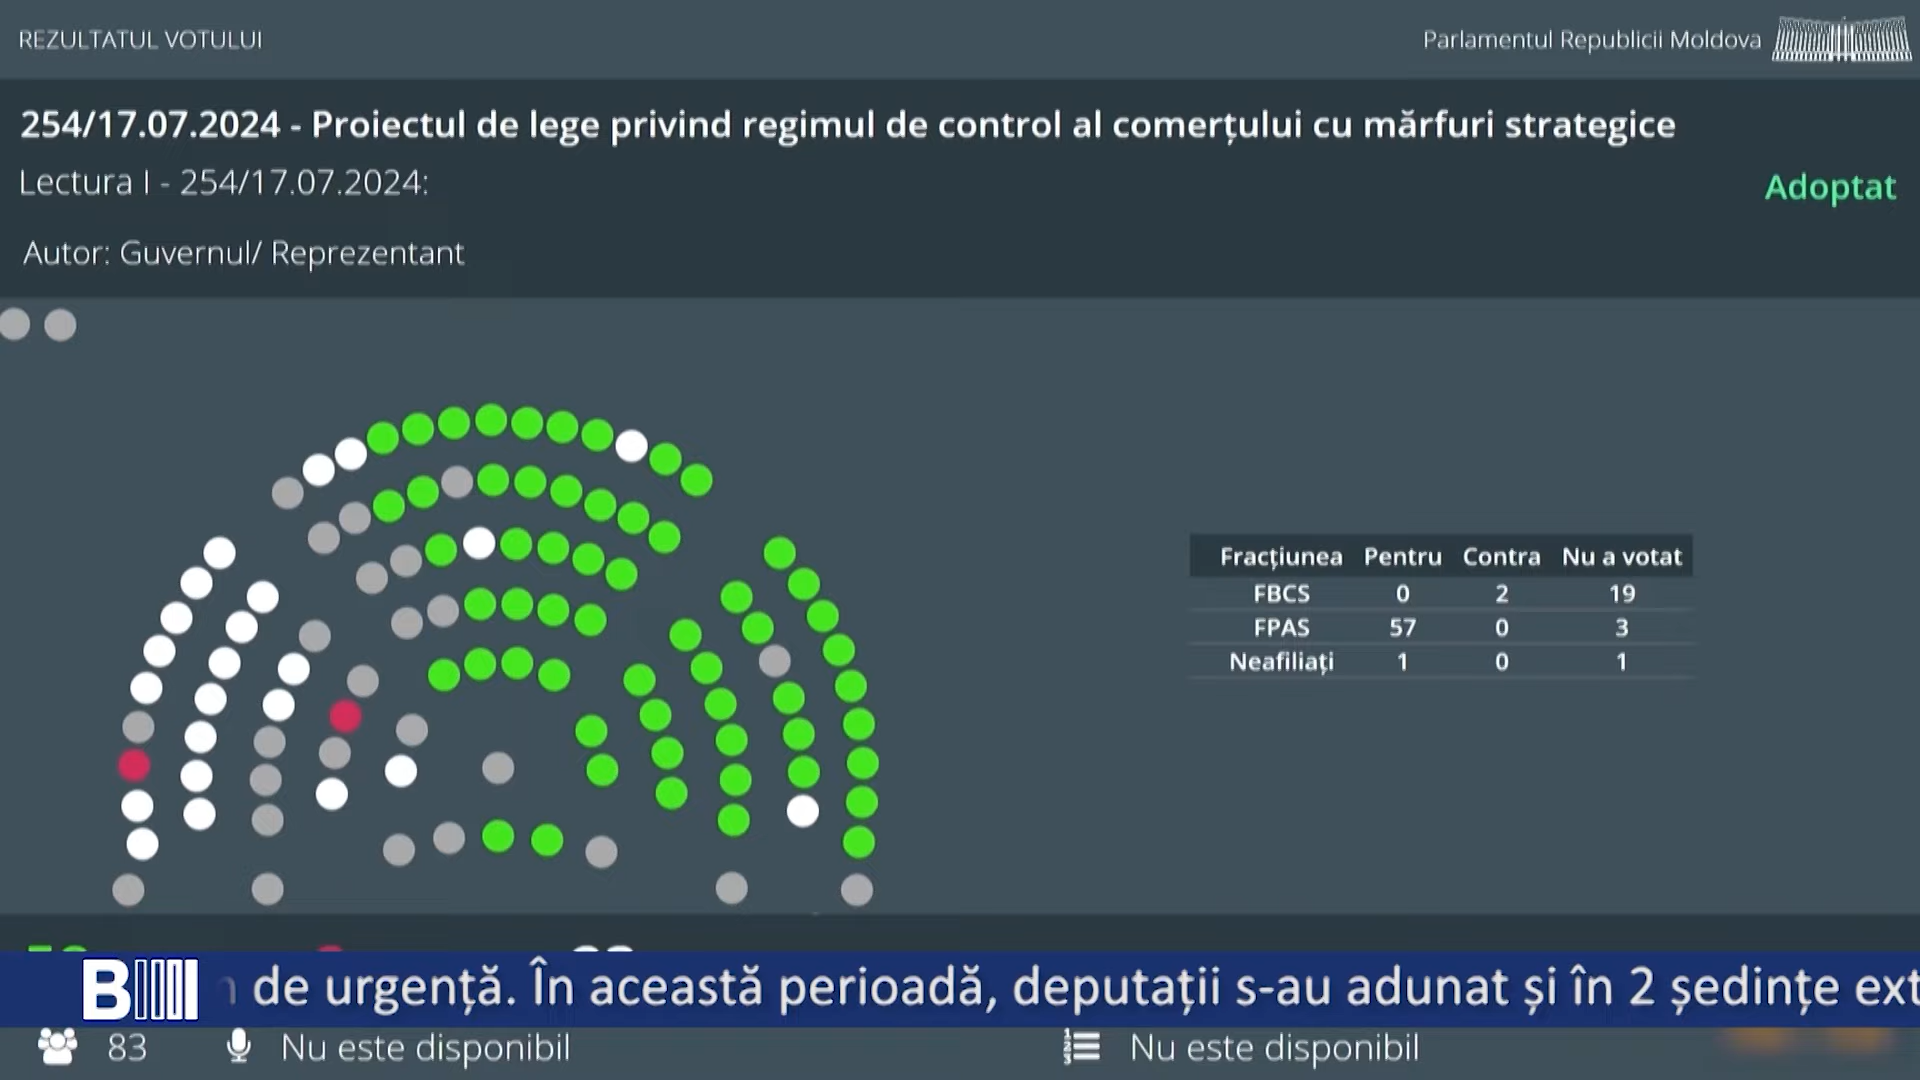 REZULTATUL VOTULUI
Parlamentul Republicii Moldova
254/17.07.2024 - Proiectul de lege privind regimul de control al comerțului cu mărfuri strategice
Lectura I - 254/17.07.2024:
Adoptat
Autor: Guvernul/ Reprezentant
Fracțiunea Pentru Contra Nu a votat
FBCS 0 2 19
FPAS 57 0 3
Neafiliați 1 0 1
B
de urgență. În această perioadă, deputații s-au adunat și în 2 ședințe ext
83
Nu este disponibil
Nu este disponibil